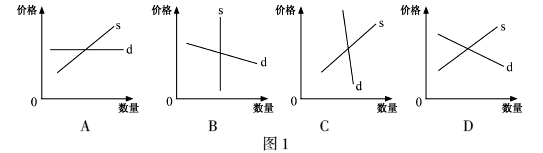 价格 s d 0 数量 A
价格 s d 0 数量 B
价格 s d 0 数量 C
价格 s d 0 数量 D
图1